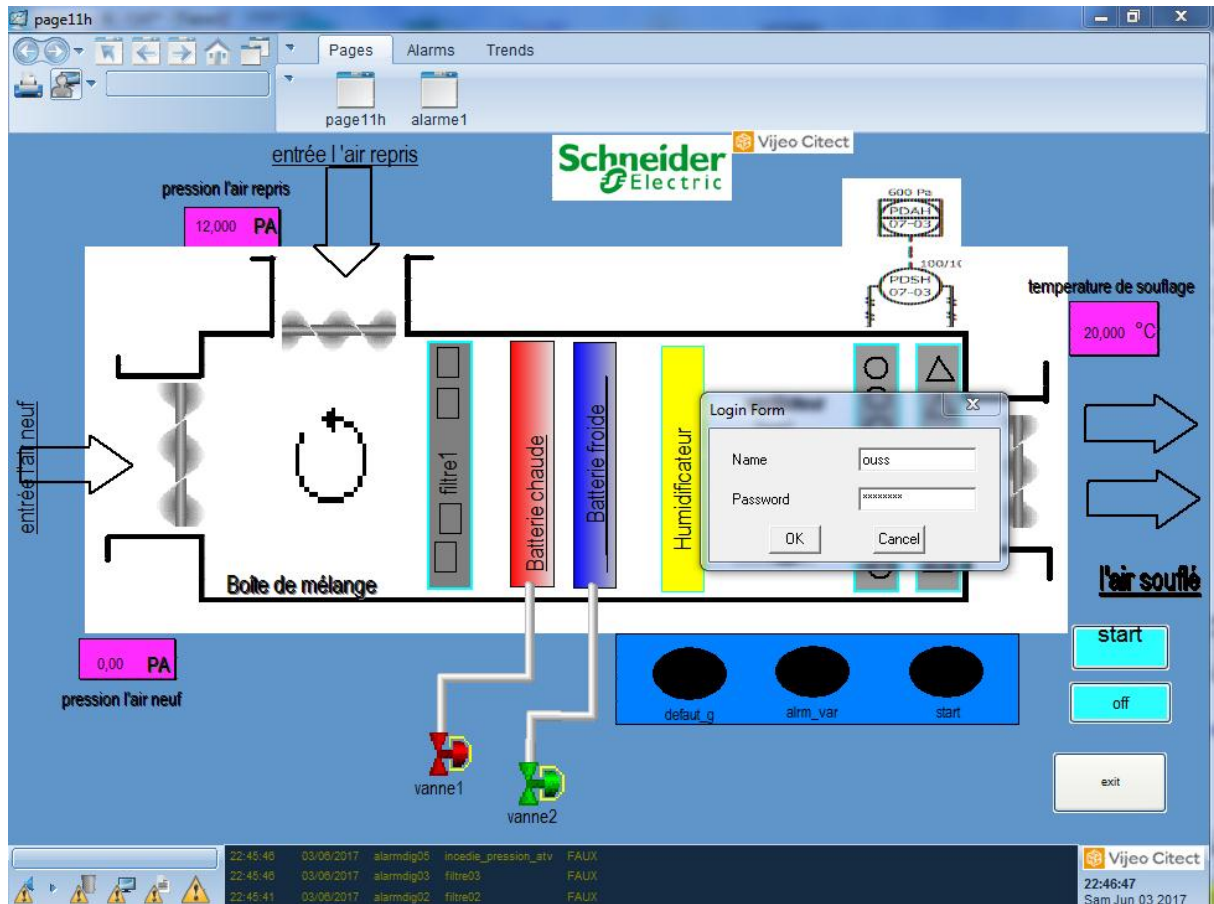 page11h
Pages Alarms Trends
page11h alarme1
Schneider
Electric
Vijeo Citect
entrée l 'air repris
pression l'air repris
12,000 PA
600 Pa
PDAH
07-03
PDSH
07-03
temperature de souflage
20,000 °C
entrée l'air neuf
filtre1
Batterie chaude
Batterie froide
Humidificateur
Login Form
Name ouss
Password ********
OK Cancel
Boite de mélange
l'air souflé
0,00 PA
pression l'air neuf
defaut_g alrm_var start
start
off
exit
vanne1
vanne2
22:45:46 03/06/2017 alarmdig05 incedie_pression_atv FAUX
22:45:46 03/06/2017 alarmdig03 filtre03 FAUX
22:45:41 03/06/2017 alarmdig02 filtre02 FAUX
Vijeo Citect
22:46:47
Sam Jun 03 2017